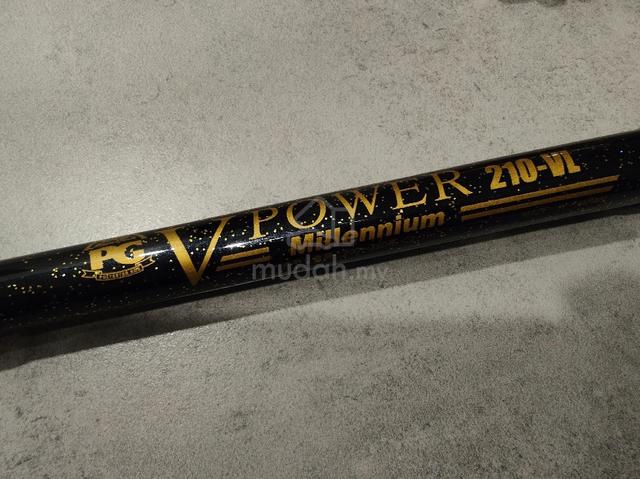 PG
V POWER 210-VL
Millennium
mudah.my